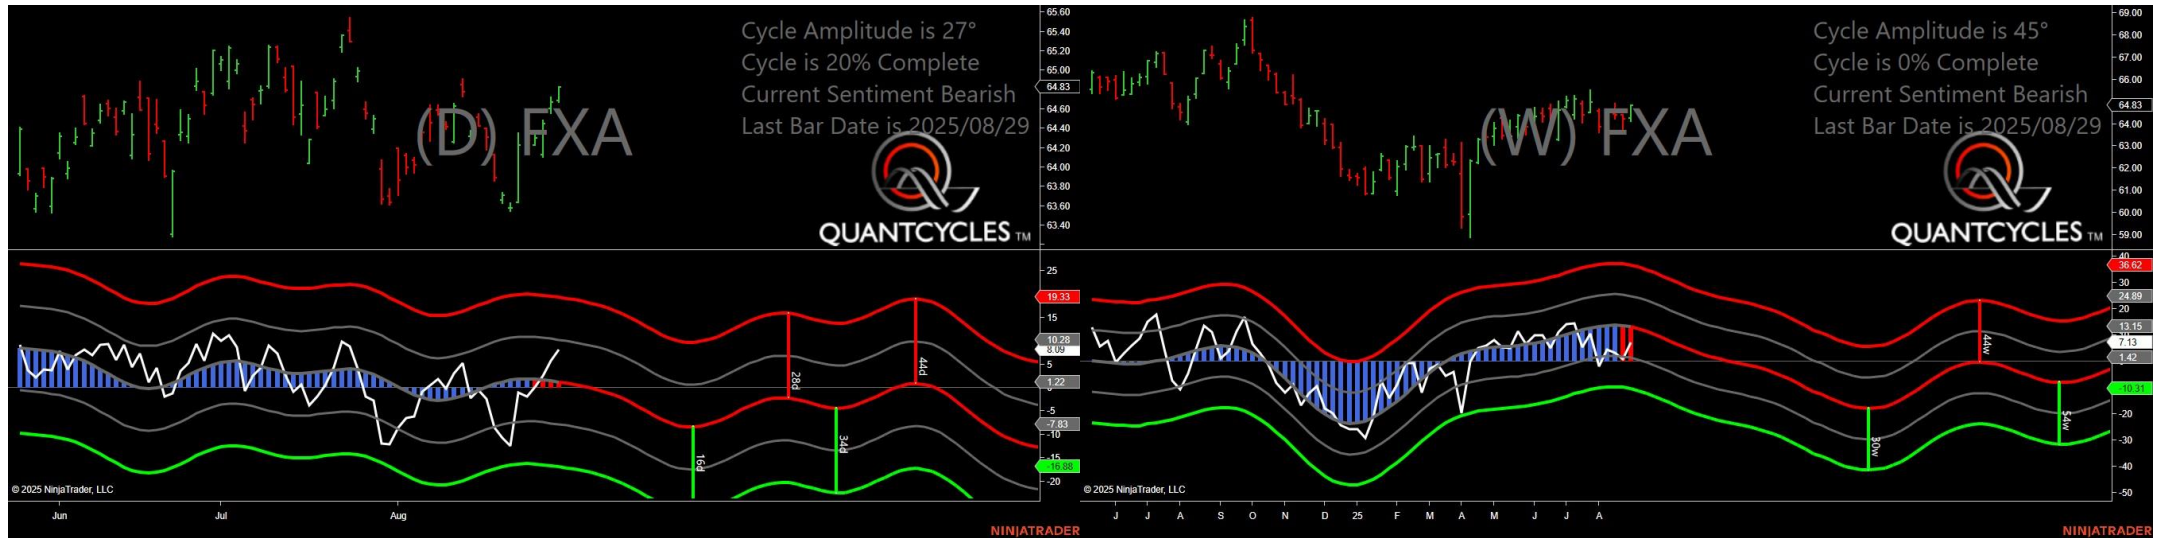 Cycle Amplitude is 27°
Cycle is 20% Complete
Current Sentiment Bearish
Last Bar Date is 2025/08/29
(D) FXA
QUANTCYCLES TM
65.60
65.40
65.20
65.00
64.83
64.60
64.40
64.20
64.00
63.80
63.60
63.40
25
19.33
15
10.28
8.09
5
1.22
-5
-7.83
-10
-15
-16.88
-20
16d
28d
34d
44d
© 2025 NinjaTrader, LLC
Jun Jul Aug
NINJATRADER
Cycle Amplitude is 45°
Cycle is 0% Complete
Current Sentiment Bearish
Last Bar Date is 2025/08/29
(W) FXA
QUANTCYCLES TM
69.00
68.00
67.00
66.00
64.83
64.00
63.00
62.00
61.00
60.00
59.00
40
36.62
30
24.89
20
13.15
7.13
1.42
-10.31
-20
-30
-40
-50
30w
44w
54w
© 2025 NinjaTrader, LLC
J J A S O N D 25 F M A M J J A
NINJATRADER